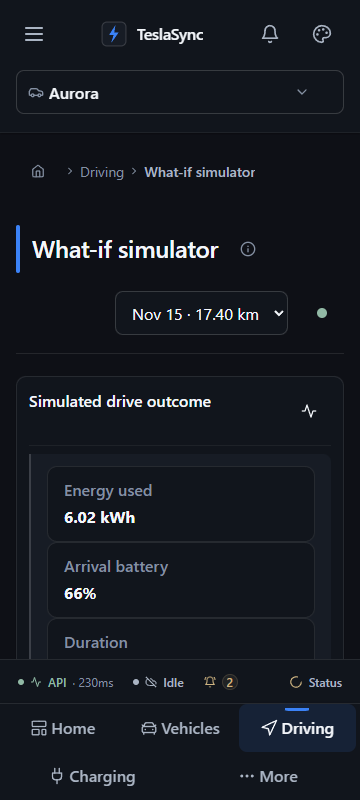 TeslaSync
Aurora
Driving What-if simulator
What-if simulator
Nov 15 · 17.40 km
Simulated drive outcome
Energy used
6.02 kWh
Arrival battery
66%
Duration
API · 230ms Idle 2 Status
Home Vehicles Driving
Charging More